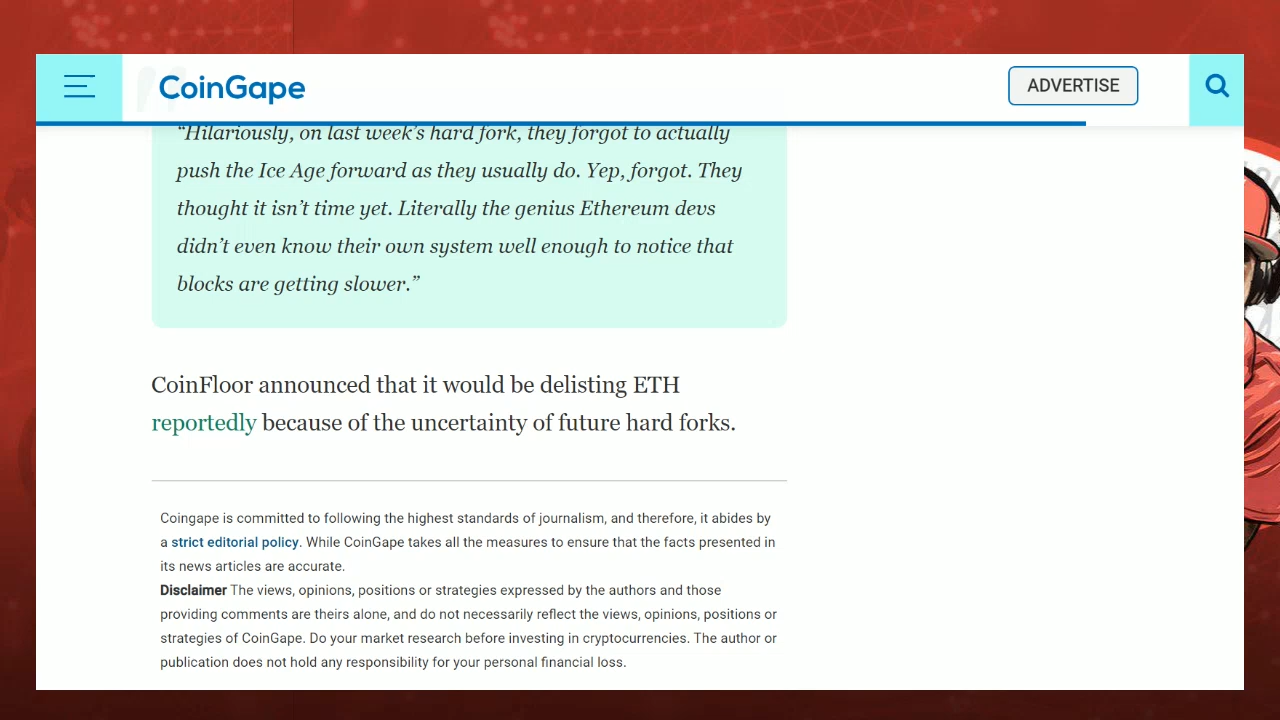 CoinGape
ADVERTISE
“Hilariously, on last week’s hard fork, they forgot to actually
push the Ice Age forward as they usually do. Yep, forgot. They
thought it isn’t time yet. Literally the genius Ethereum devs
didn’t even know their own system well enough to notice that
blocks are getting slower.”
CoinFloor announced that it would be delisting ETH
reportedly because of the uncertainty of future hard forks.
Coingape is committed to following the highest standards of journalism, and therefore, it abides by
a strict editorial policy. While CoinGape takes all the measures to ensure that the facts presented in
its news articles are accurate.
Disclaimer The views, opinions, positions or strategies expressed by the authors and those
providing comments are theirs alone, and do not necessarily reflect the views, opinions, positions or
strategies of CoinGape. Do your market research before investing in cryptocurrencies. The author or
publication does not hold any responsibility for your personal financial loss.